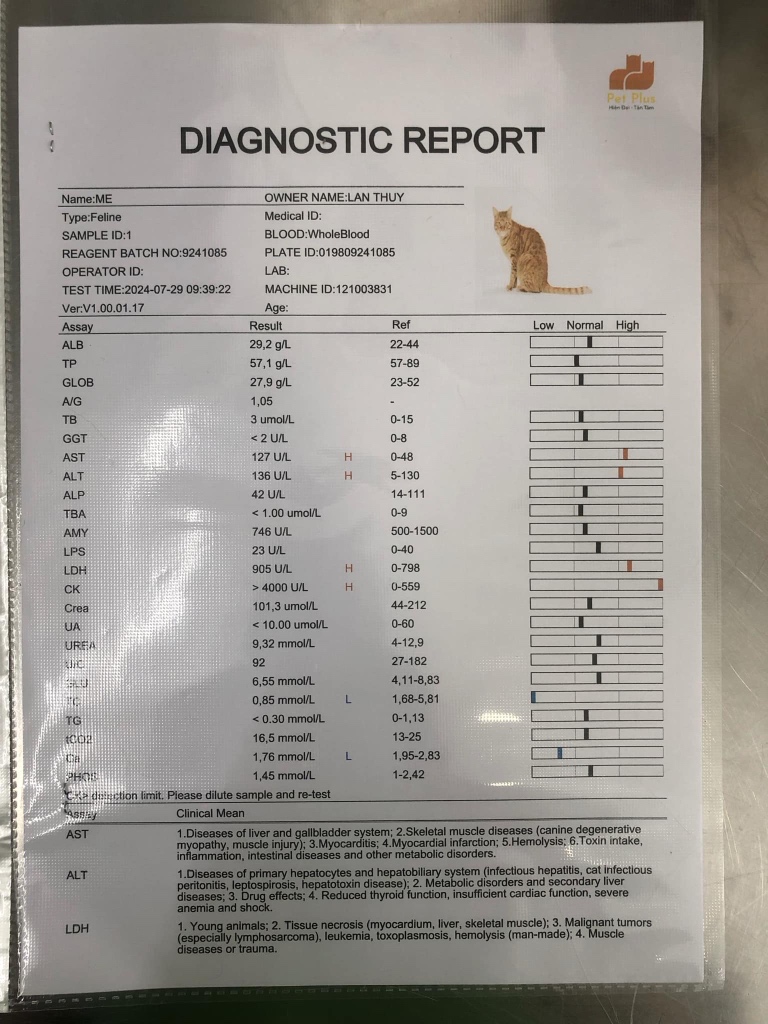 Pet Plus
Hiện Đại - Tận Tâm
DIAGNOSTIC REPORT
Name:ME OWNER NAME:LAN THUY
Type:Feline Medical ID:
SAMPLE ID:1 BLOOD:WholeBlood
REAGENT BATCH NO:9241085 PLATE ID:019809241085
OPERATOR ID: LAB:
TEST TIME:2024-07-29 09:39:22 MACHINE ID:121003831
Ver:V1.00.01.17 Age:
Assay Result Ref Low Normal High
ALB 29,2 g/L 22-44
TP 57,1 g/L 57-89
GLOB 27,9 g/L 23-52
A/G 1,05 -
TB 3 umol/L 0-15
GGT < 2 U/L 0-8
AST 127 U/L H 0-48
ALT 136 U/L H 5-130
ALP 42 U/L 14-111
TBA < 1.00 umol/L 0-9
AMY 746 U/L 500-1500
LPS 23 U/L 0-40
LDH 905 U/L H 0-798
CK > 4000 U/L H 0-559
Crea 101,3 umol/L 44-212
UA < 10.00 umol/L 0-60
UREA 9,32 mmol/L 4-12,9
U/C 92 27-182
GLU 6,55 mmol/L 4,11-8,83
TC 0,85 mmol/L L 1,68-5,81
TG < 0.30 mmol/L 0-1,13
tCO2 16,5 mmol/L 13-25
Ca 1,76 mmol/L L 1,95-2,83
PHOS 1,45 mmol/L 1-2,42
CK> detection limit. Please dilute sample and re-test
Assay Clinical Mean
AST 1.Diseases of liver and gallbladder system; 2.Skeletal muscle diseases (canine degenerative
myopathy, muscle injury); 3.Myocarditis; 4.Myocardial infarction; 5.Hemolysis; 6.Toxin intake,
inflammation, intestinal diseases and other metabolic disorders.
ALT 1.Diseases of primary hepatocytes and hepatobiliary system (infectious hepatitis, cat infectious
peritonitis, leptospirosis, hepatotoxin disease); 2. Metabolic disorders and secondary liver
diseases; 3. Drug effects; 4. Reduced thyroid function, insufficient cardiac function, severe
anemia and shock.
LDH 1. Young animals; 2. Tissue necrosis (myocardium, liver, skeletal muscle); 3. Malignant tumors
(especially lymphosarcoma), leukemia, toxoplasmosis, hemolysis (man-made); 4. Muscle
diseases or trauma.